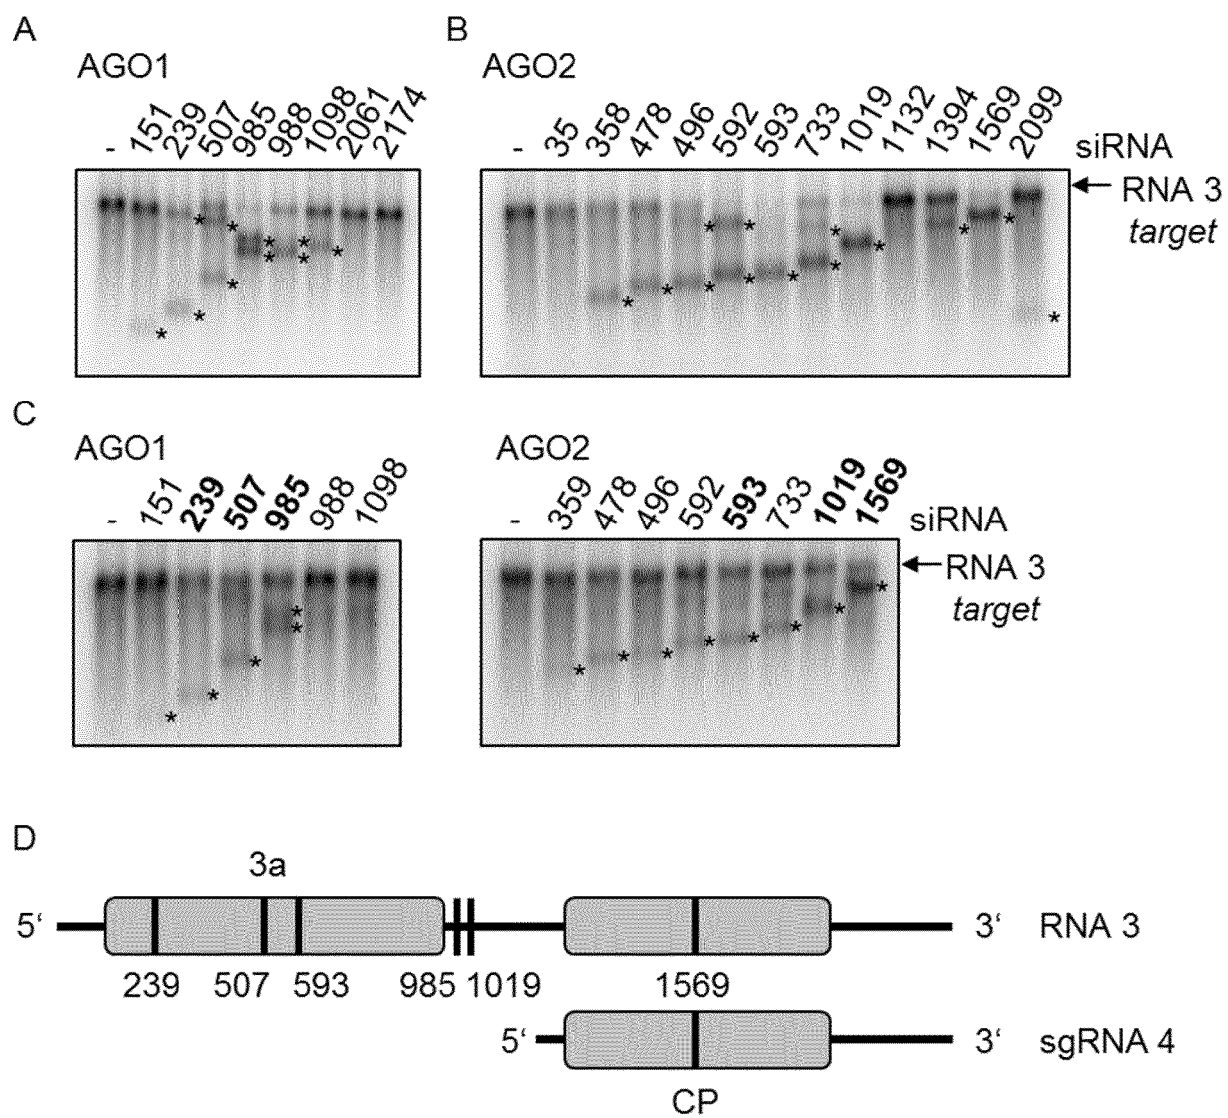 A
AGO1
- 151 239 507 985 988 1098 2061 2174
B
AGO2
- 35 358 478 496 592 593 733 1019 1132 1394 1569 2099 siRNA
RNA 3
target
* * * * * * * * * *
* * * * * * * * * * * * *
C
AGO1
- 151 239 507 985 988 1098
AGO2
- 359 478 496 592 593 733 1019 1569 siRNA
RNA 3
target
* * * * *
* * * * * * * *
D
3a
5‘ 3‘ RNA 3
239 507 593 985 1019 1569
5‘ 3‘ sgRNA 4
CP